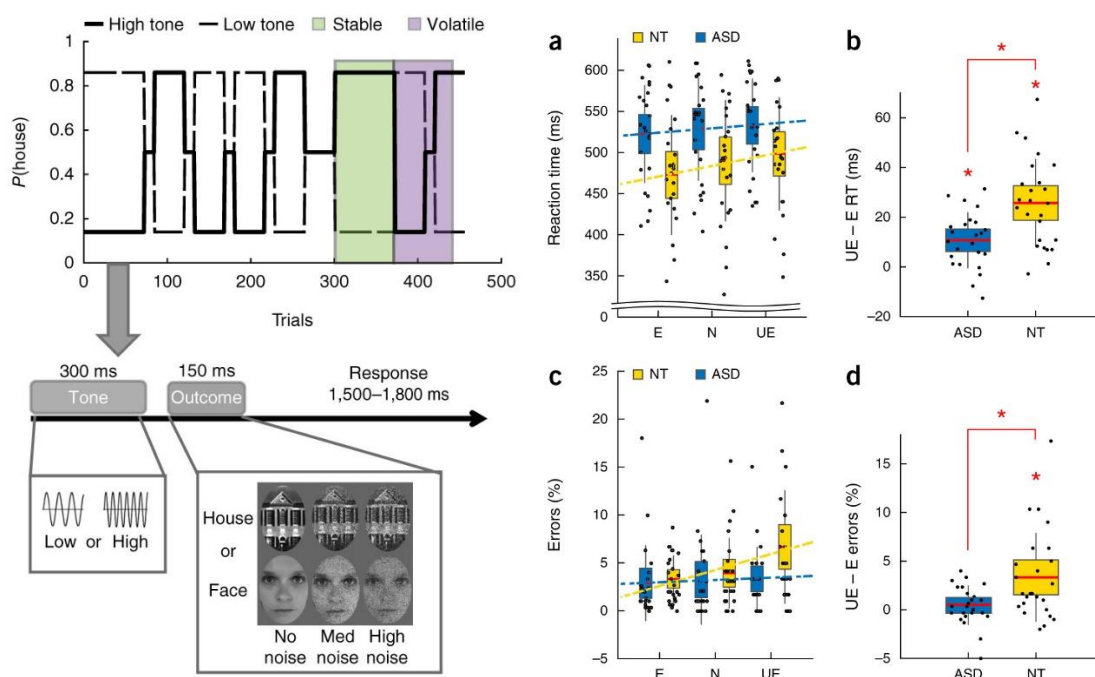 High tone Low tone Stable Volatile
1
0.8
0.6
0.4
0.2
0
P(house)
0 100 200 300 400 500
Trials
300 ms 150 ms Response
1,500–1,800 ms
Tone Outcome
Low or High
House
or
Face
No Med High
noise noise noise
a
NT ASD
600
550
500
450
400
350
0
Reaction time (ms)
E N UE
b
*
*
*
80
60
40
20
0
–20
UE – E RT (ms)
ASD NT
c
NT ASD
25
20
15
10
5
0
–5
Errors (%)
E N UE
d
*
*
15
10
5
0
–5
UE – E errors (%)
ASD NT